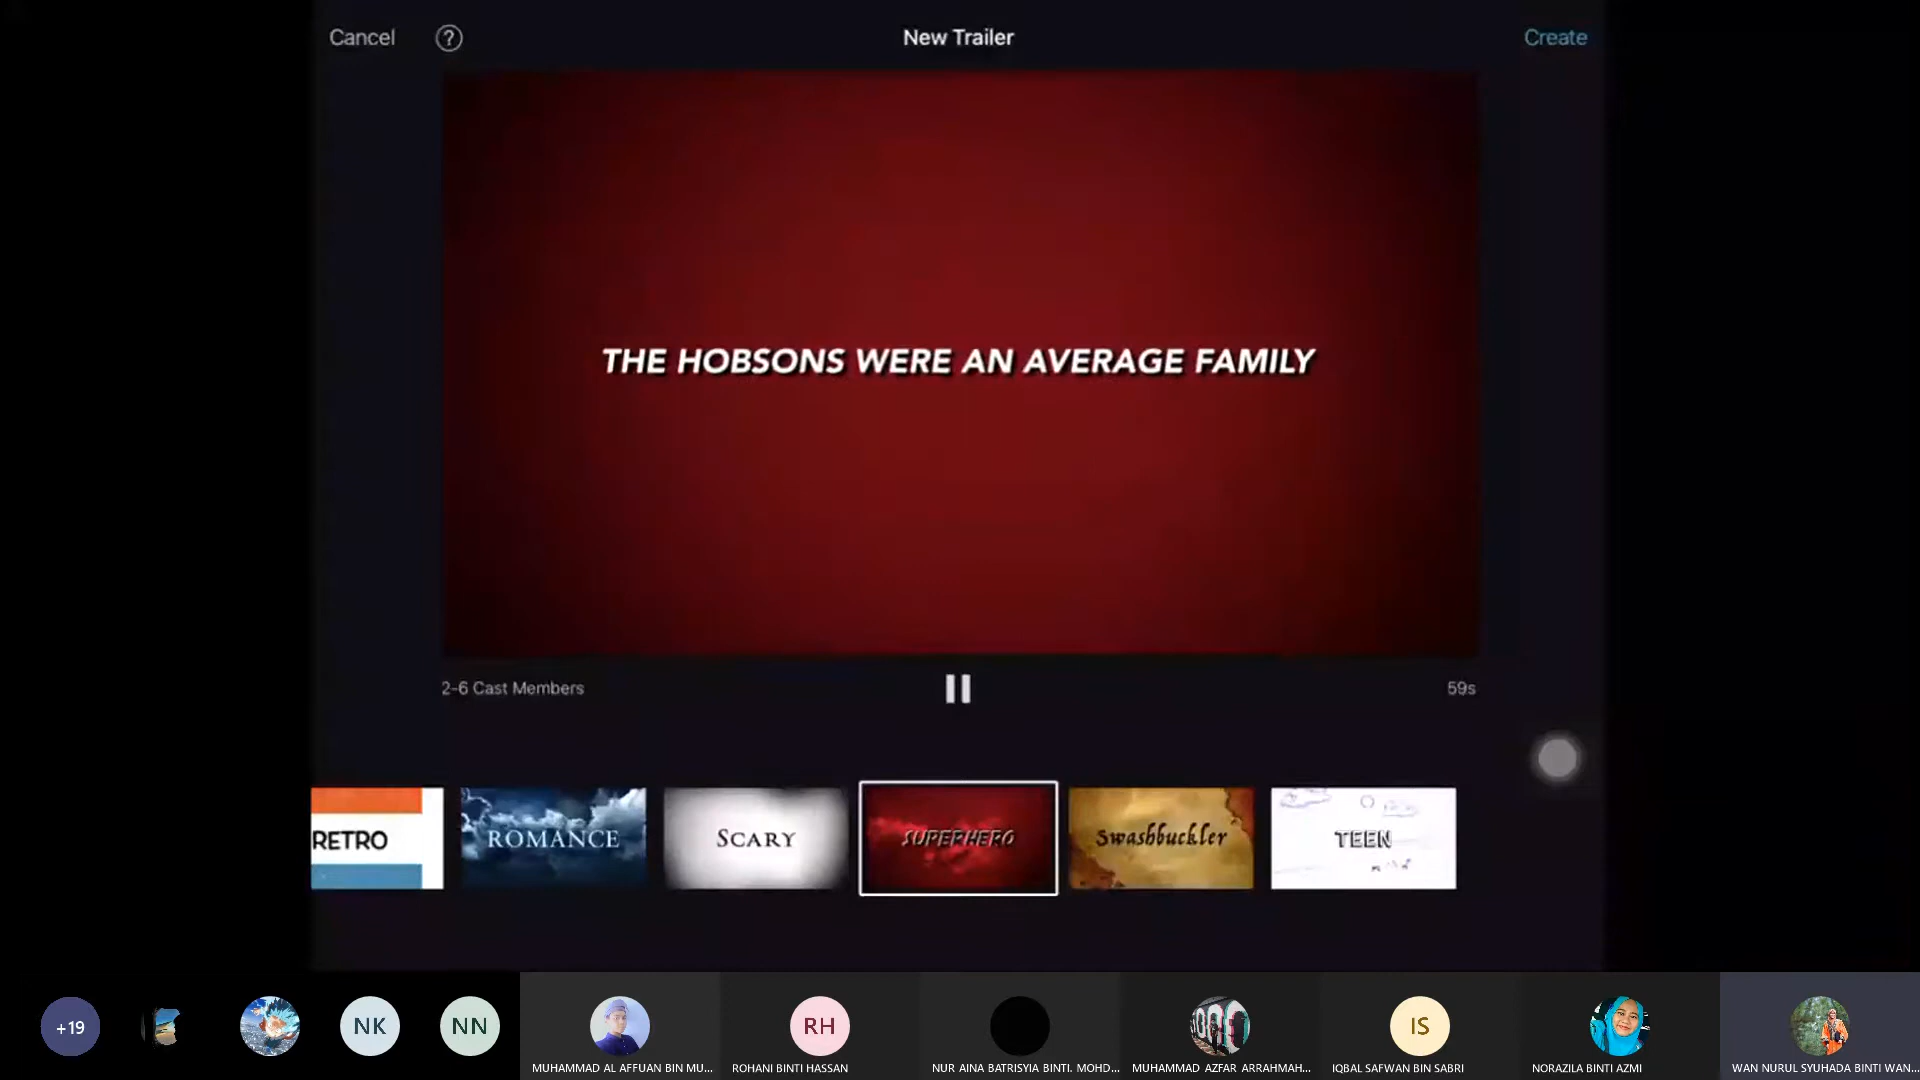 Cancel
?
New Trailer
Create
THE HOBSONS WERE AN AVERAGE FAMILY
2-6 Cast Members
59s
RETRO
ROMANCE
SCARY
SUPERHERO
Swashbuckler
TEEN
+19
NK
NN
RH
IS
MUHAMMAD AL AFFUAN BIN MU...
ROHANI BINTI HASSAN
NUR AINA BATRISYIA BINTI. MOHD...
MUHAMMAD AZFAR ARRAHMAH...
IQBAL SAFWAN BIN SABRI
NORAZILA BINTI AZMI
WAN NURUL SYUHADA BINTI WAN...